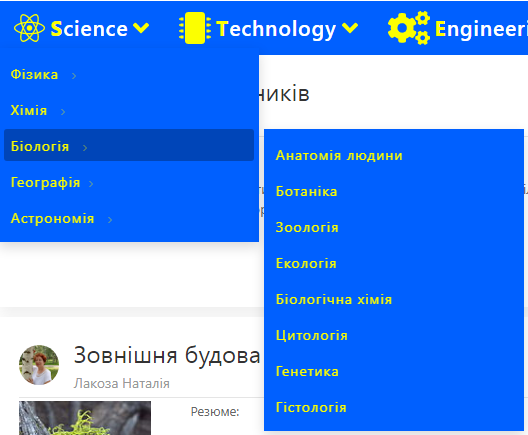 Science Technology Engineeri
Фізика
ників
Хімія
Біологія
Анатомія людини
Географія
Ботаніка
Астрономія
Зоологія
Екологія
Біологічна хімія
Цитологія
Зовнішня будова
Генетика
Лакоза Наталія
Резюме:
Гістологія